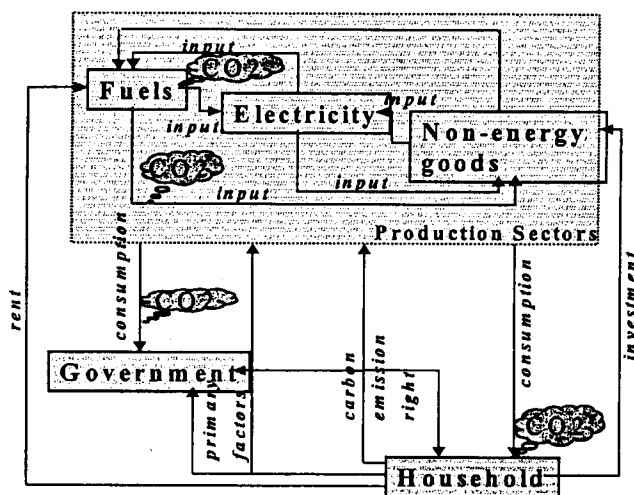 input
CO2
Fuels
input
Electricity
input
Non-energy
goods
CO2
input
input
Production Sectors
consumption
CO2
rent
Government
primary
factors
carbon
emission
right
consumption
investment
CO2
Household